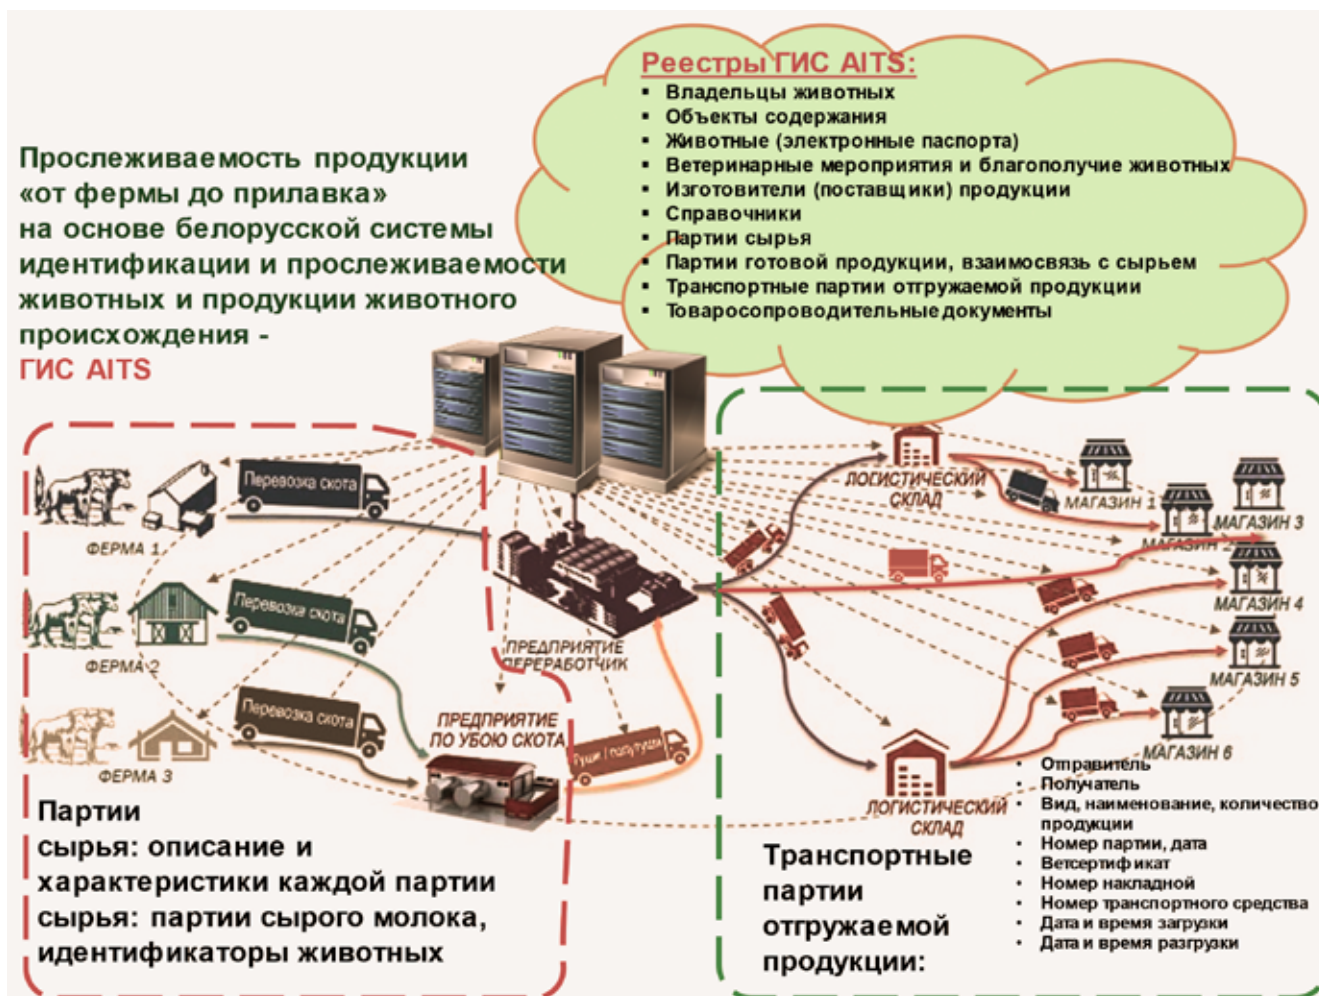 Реестры ГИС AITS:
▪ Владельцы животных
▪ Объекты содержания
▪ Животные (электронные паспорта)
▪ Ветеринарные мероприятия и благополучие животных
▪ Изготовители (поставщики) продукции
▪ Справочники
▪ Партии сырья
▪ Партии готовой продукции, взаимосвязь с сырьем
▪ Транспортные партии отгружаемой продукции
▪ Товаросопроводительные документы
Прослеживаемость продукции
«от фермы до прилавка»
на основе белорусской системы
идентификации и прослеживаемости
животных и продукции животного
происхождения -
ГИС AITS
Перевозка скота
ФЕРМА 1
Перевозка скота
ФЕРМА 2
Перевозка скота
ФЕРМА 3
ПРЕДПРИЯТИЕ
ПЕРЕРАБОТЧИК
ПРЕДПРИЯТИЕ
ПО УБОЮ СКОТА
Туши / полутуши
ЛОГИСТИЧЕСКИЙ
СКЛАД
МАГАЗИН 1
МАГАЗИН 2
МАГАЗИН 3
МАГАЗИН 4
МАГАЗИН 5
МАГАЗИН 6
ЛОГИСТИЧЕСКИЙ
СКЛАД
Партии
сырья: описание и
характеристики каждой партии
сырья: партии сырого молока,
идентификаторы животных
Транспортные
партии
отгружаемой
продукции:
• Отправитель
• Получатель
• Вид, наименование, количество
продукции
• Номер партии, дата
• Ветсертификат
• Номер накладной
• Номер транспортного средства
• Дата и время загрузки
• Дата и время разгрузки